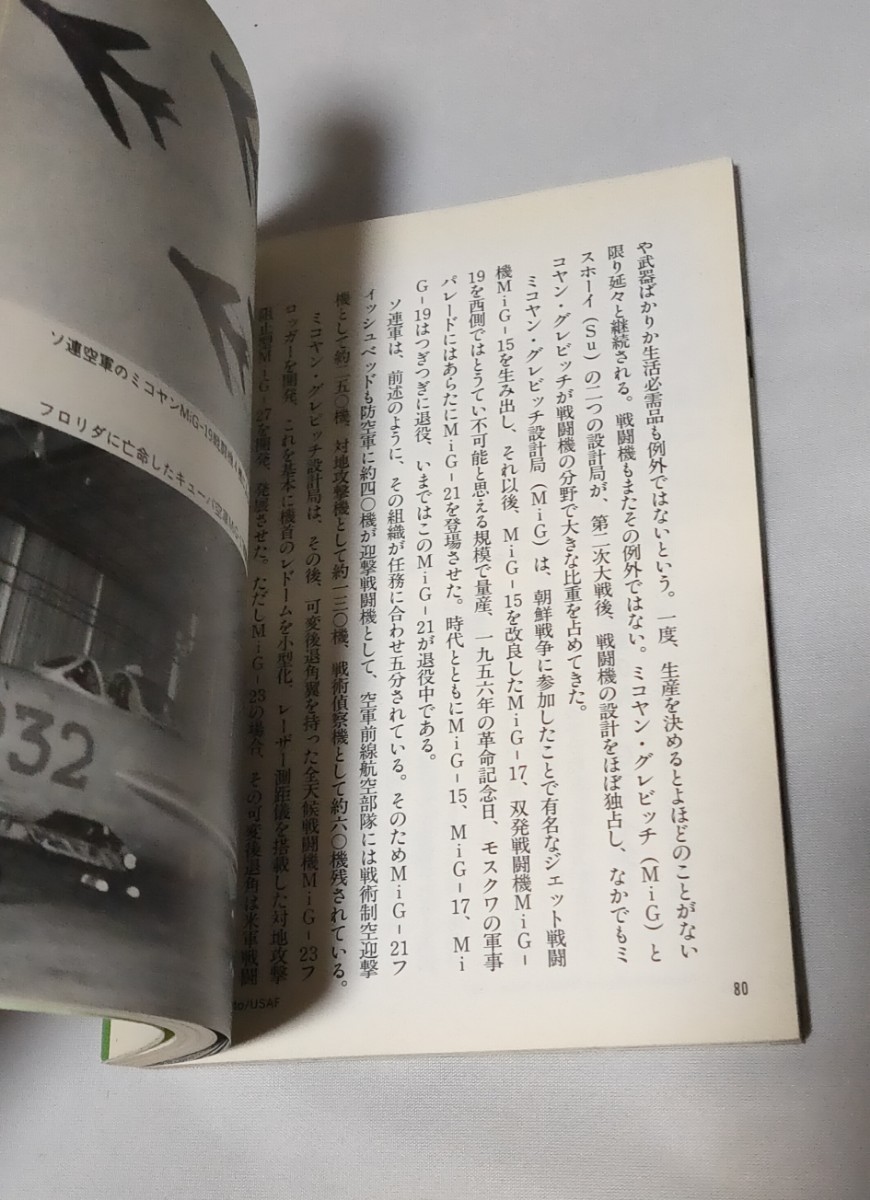 や武器ばかりか生活必需品も例外ではないという。一度、生産を決めるとよほどのことがない
限り延々と継続される。戦闘機もまたその例外ではない。ミコヤン・グレビッチ（MiG）と
スホーイ（Su）の二つの設計局が、第二次大戦後、戦闘機の設計をほぼ独占し、なかでもミ
コヤン・グレビッチが戦闘機の分野で大きな比重を占めてきた。
ミコヤン・グレビッチ設計局（MiG）は、朝鮮戦争に参加したことで有名なジェット戦闘
機MiG-15を生み出し、それ以後、MiG-15を改良したMiG-17、双発戦闘機MiG-
19を西側ではとうてい不可能と思える規模で量産、一九五六年の革命記念日、モスクワの軍事
パレードにはあらたにMiG-21を登場させた。時代とともにMiG-15、MiG-17、Mi
G-19はつぎつぎに退役、いまではこのMiG-21が退役中である。
ソ連軍は、前述のように、その組織が任務に合わせ五分されている。そのためMiG-21フ
ィッシュベッドも防空軍に約四〇機が迎撃戦闘機として、空軍前線航空部隊には戦術制空迎撃
機として約二五〇機、対地攻撃機として約一三〇機、戦術偵察機として約六〇機残されている。
ミコヤン・グレビッチ設計局は、その後、可変後退角翼を持った全天候戦闘機MiG-23フ
ロッガーを開発、これを基本に機首のレドームを小型化、レーザー測距儀を搭載した対地攻撃
阻止型MiG-27を開発、発展させた。ただしMiG-23の場合、その可変後退角は米軍戦闘
80
ソ連空軍のミコヤンMiG-19戦闘機
フロリダに亡命したキューバ空軍
932
to/USAF